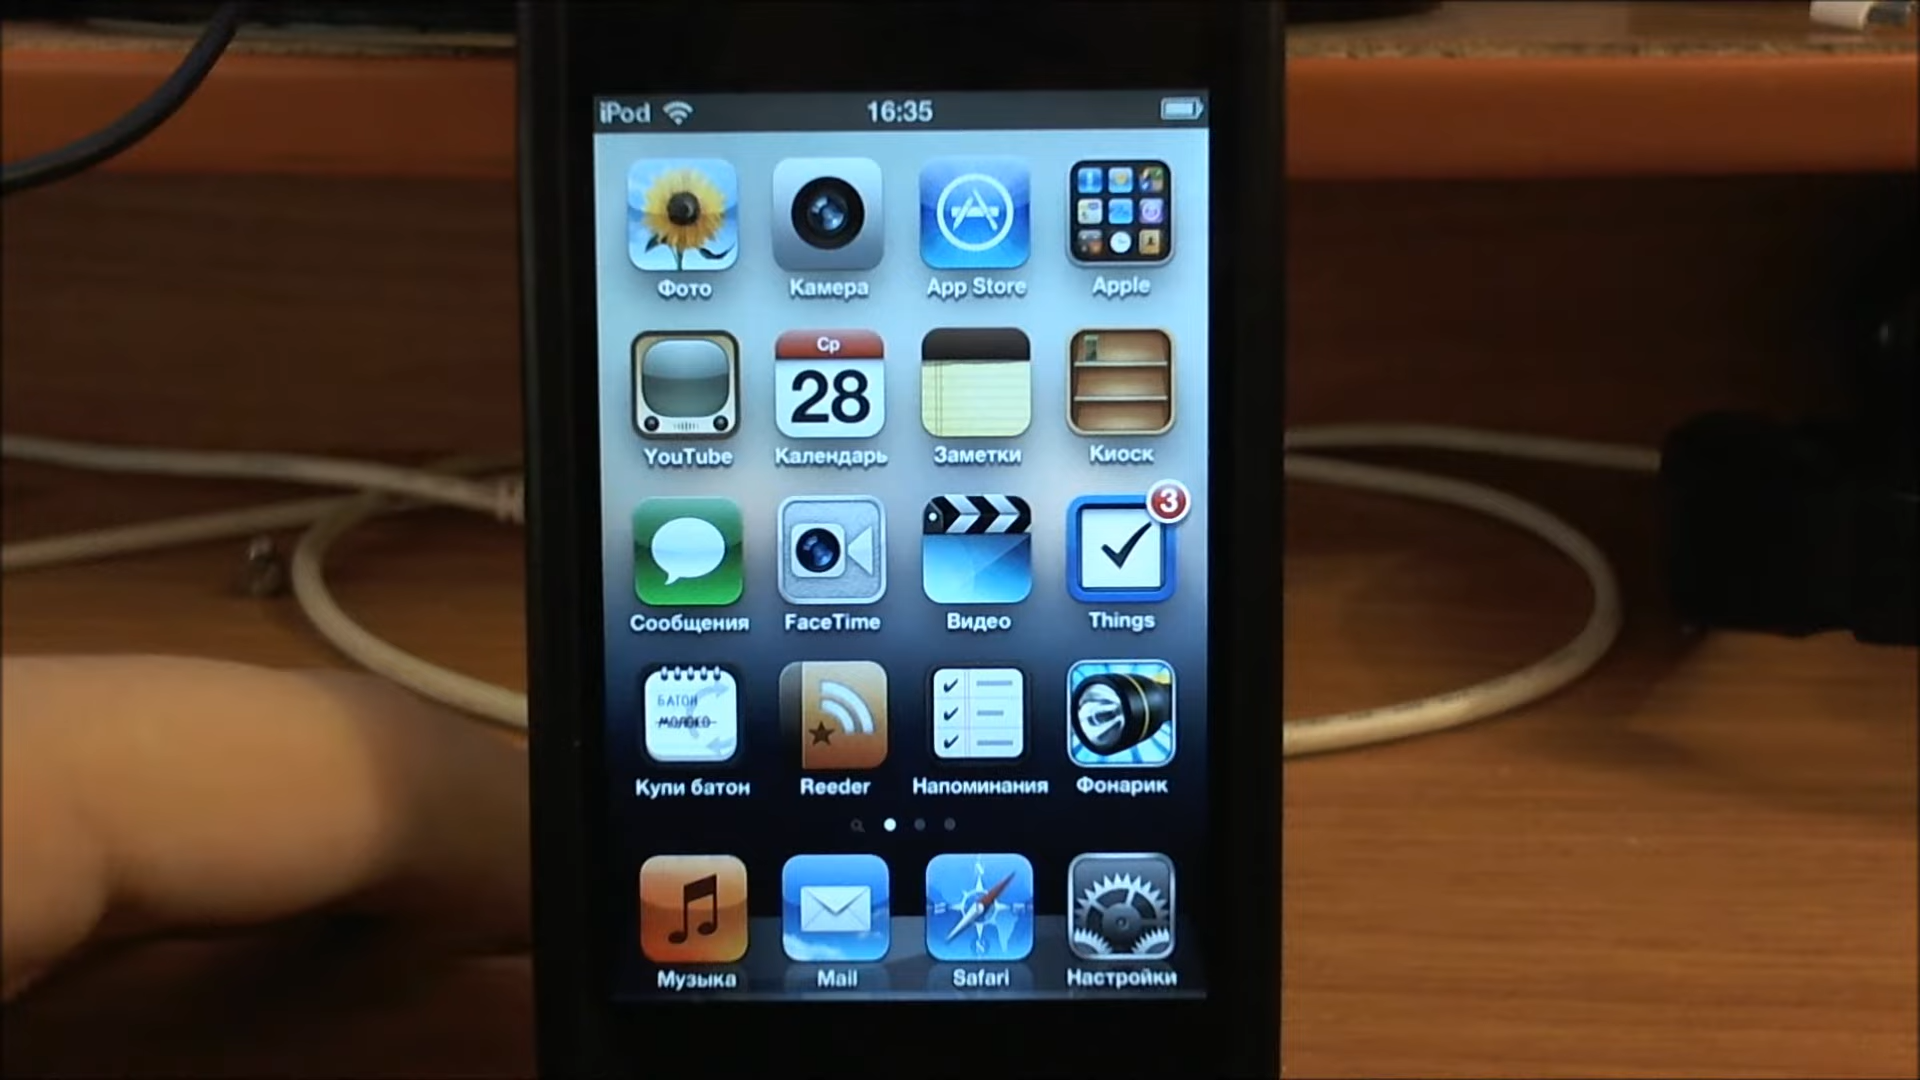 iPod 16:35
Фото Камера App Store Apple
Ср
28
YouTube Календарь Заметки Киоск
3
Сообщения FaceTime Видео Things
БАТОН
МОЛОКО
Купи батон Reeder Напоминания Фонарик
Музыка Mail Safari Настройки